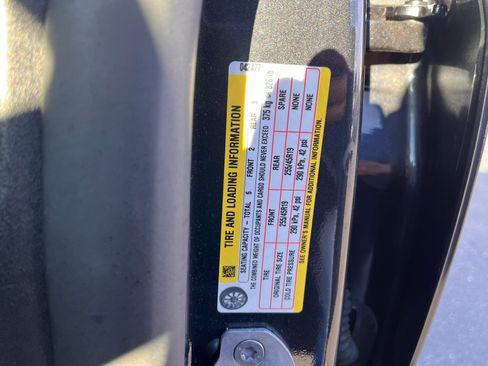 TIRE AND LOADING INFORMATION
SEATING CAPACITY - TOTAL 5 FRONT 2 REAR 3
THE COMBINED WEIGHT OF OCCUPANTS AND CARGO SHOULD NEVER EXCEED 375 kg
TIRE FRONT REAR SPARE
ORIGINAL TIRE SIZE 255/45R19 255/45R19 NONE
COLD TIRE PRESSURE 290 kPa, 42 psi 290 kPa, 42 psi NONE
SEE OWNER'S MANUAL FOR ADDITIONAL INFORMATION